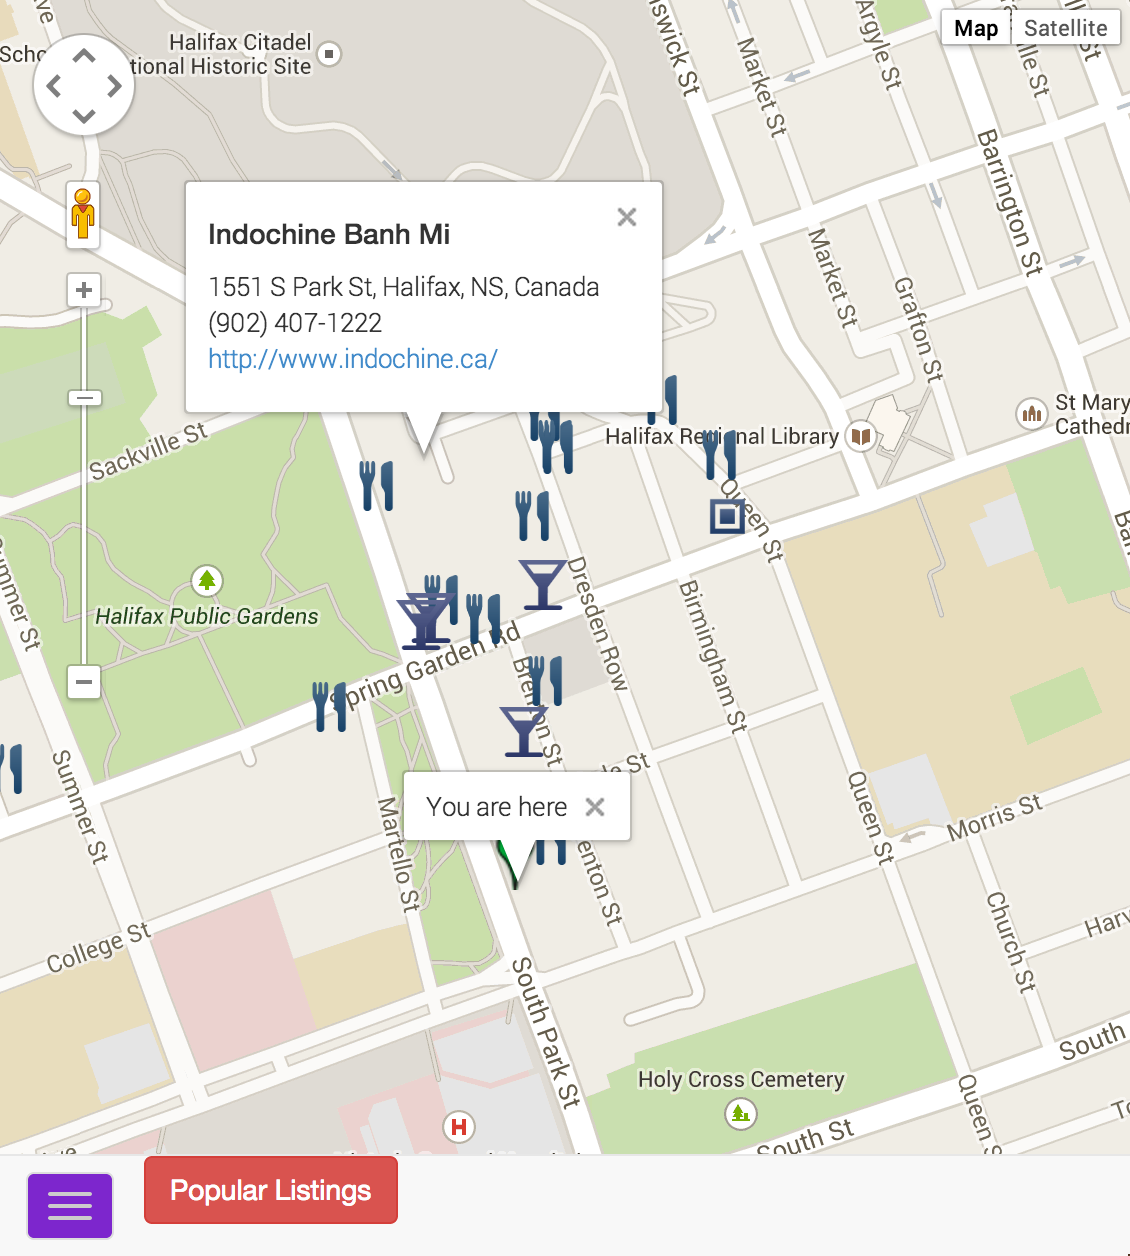 Halifax Citadel
tional Historic Site
Map
Satellite
Market St
Argyle St
Barrington St
Indochine Banh Mi
1551 S Park St, Halifax, NS, Canada
(902) 407-1222
http://www.indochine.ca/
Market St
Grafton St
St Mary
Cathedr
Halifax Regional Library
Sackville St
Queen St
Halifax Public Gardens
Summer St
Dresden Row
Birmingham St
Spring Garden Rd
Brenton St
Summer St
Martello St
You are here
Queen St
Morris St
College St
Church St
Harv
South Park St
South
Holy Cross Cemetery
Queen S
South St
H
Popular Listings